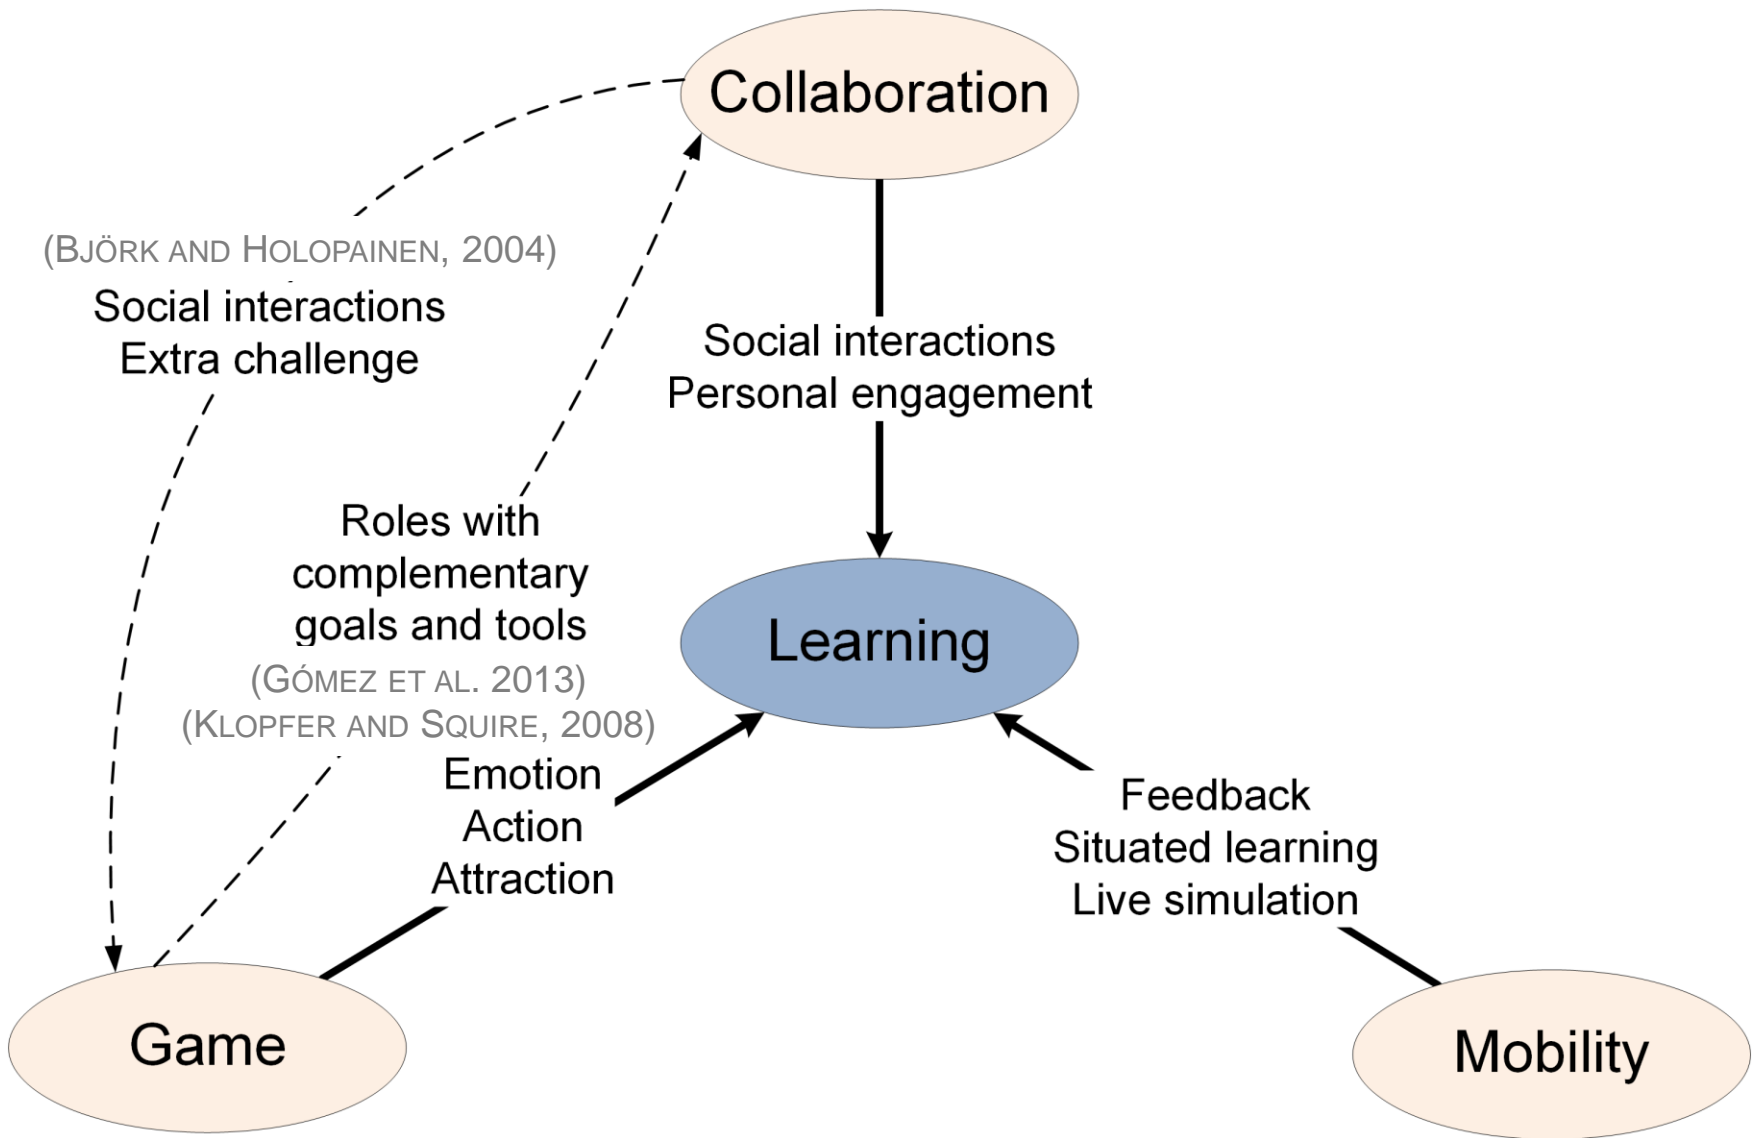 Collaboration
(BJÖRK AND HOLOPAINEN, 2004)
Social interactions
Extra challenge
Social interactions
Personal engagement
Roles with
complementary
goals and tools
(GÓMEZ ET AL. 2013)
(KLOPFER AND SQUIRE, 2008)
Learning
Emotion
Action
Attraction
Feedback
Situated learning
Live simulation
Game
Mobility